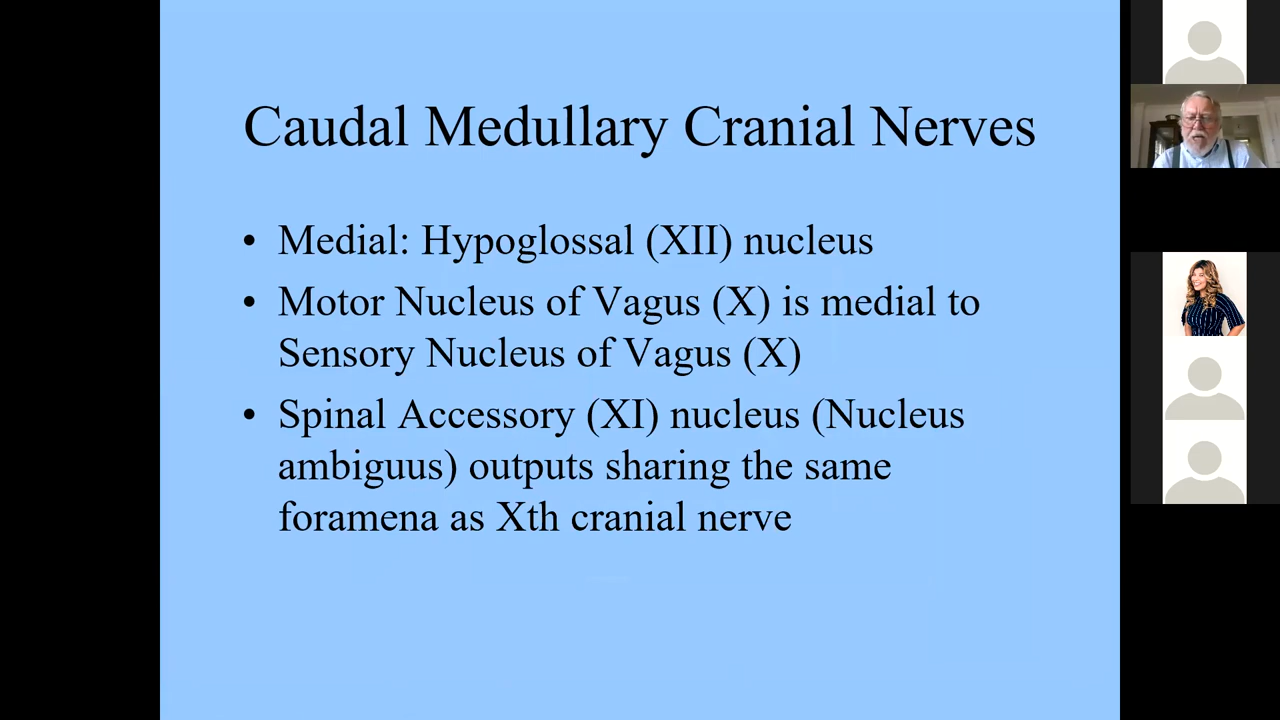 Caudal Medullary Cranial Nerves
• Medial: Hypoglossal (XII) nucleus
• Motor Nucleus of Vagus (X) is medial to
Sensory Nucleus of Vagus (X)
• Spinal Accessory (XI) nucleus (Nucleus
ambiguus) outputs sharing the same
foramena as Xth cranial nerve